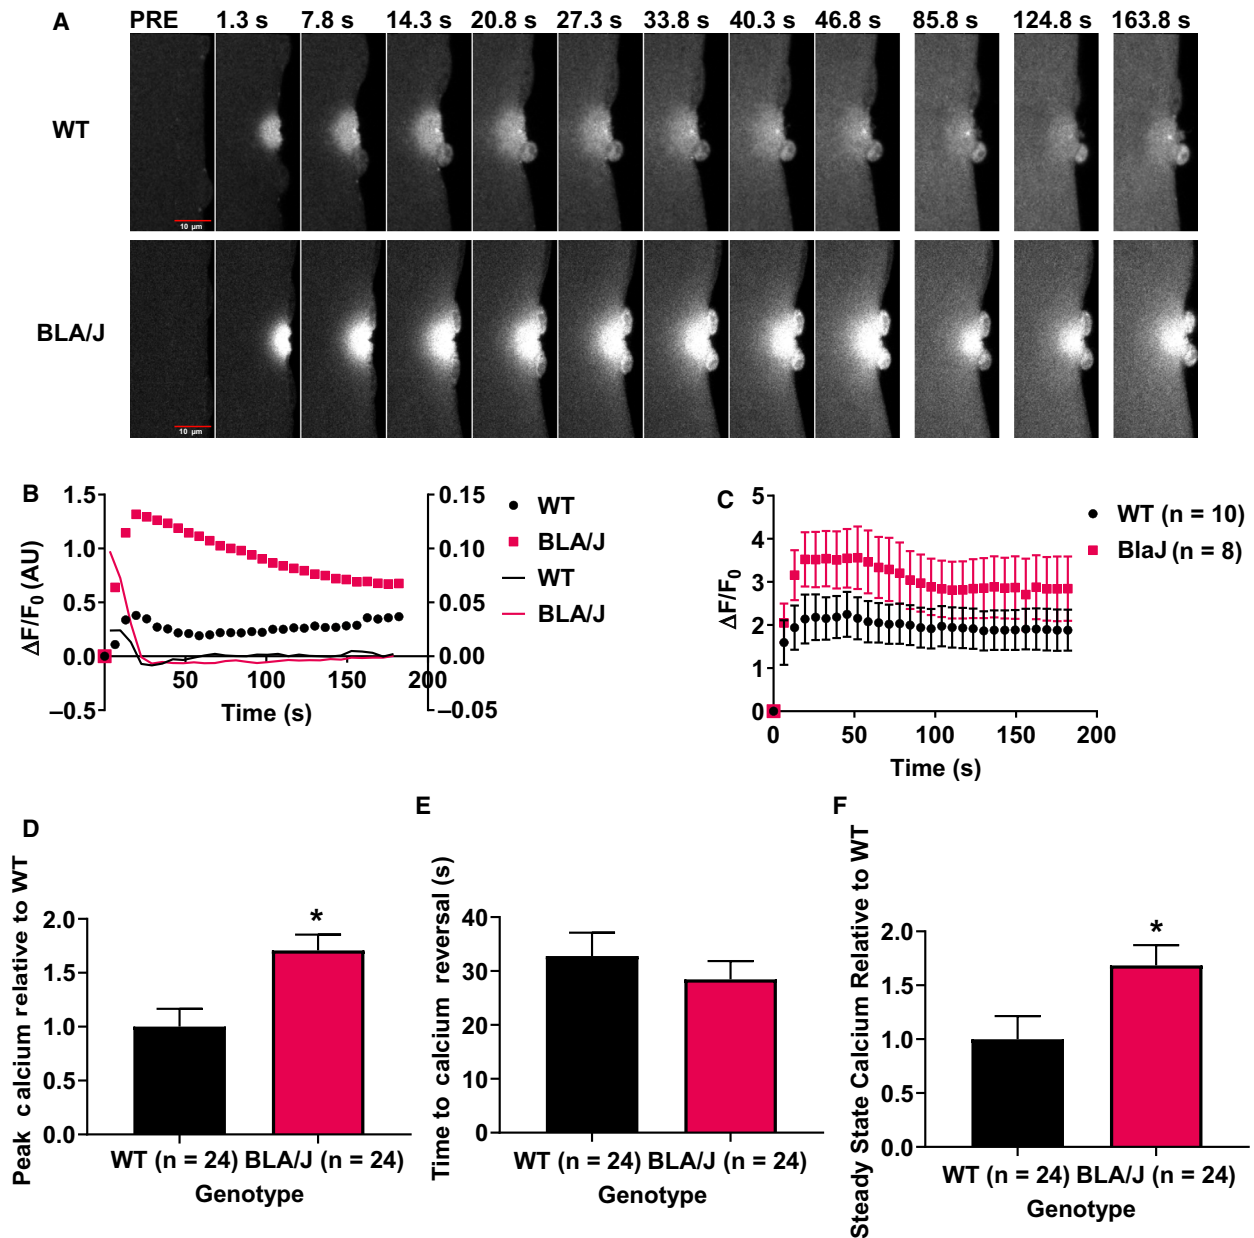 A
PRE 1.3 s 7.8 s 14.3 s 20.8 s 27.3 s 33.8 s 40.3 s 46.8 s 85.8 s 124.8 s 163.8 s
WT
10 µm
BLA/J
10 µm
B
ΔF/F0 (AU)
1.5
1.0
0.5
0.0
–0.5
0.15
0.10
0.05
0.00
–0.05
50 100 150 200
Time (s)
WT
BLA/J
WT
BLA/J
C
ΔF/F0
5
4
3
2
1
0
0 50 100 150 200
Time (s)
WT (n = 10)
BlaJ (n = 8)
D
Peak calcium relative to WT
2.0
1.5
1.0
0.5
0.0
*
WT (n = 24) BLA/J (n = 24)
Genotype
E
Time to calcium reversal (s)
40
30
20
10
0
WT (n = 24) BLA/J (n = 24)
Genotype
F
Steady State Calcium Relative to WT
2.0
1.5
1.0
0.5
0.0
*
WT (n = 24) BLA/J (n = 24)
Genotype